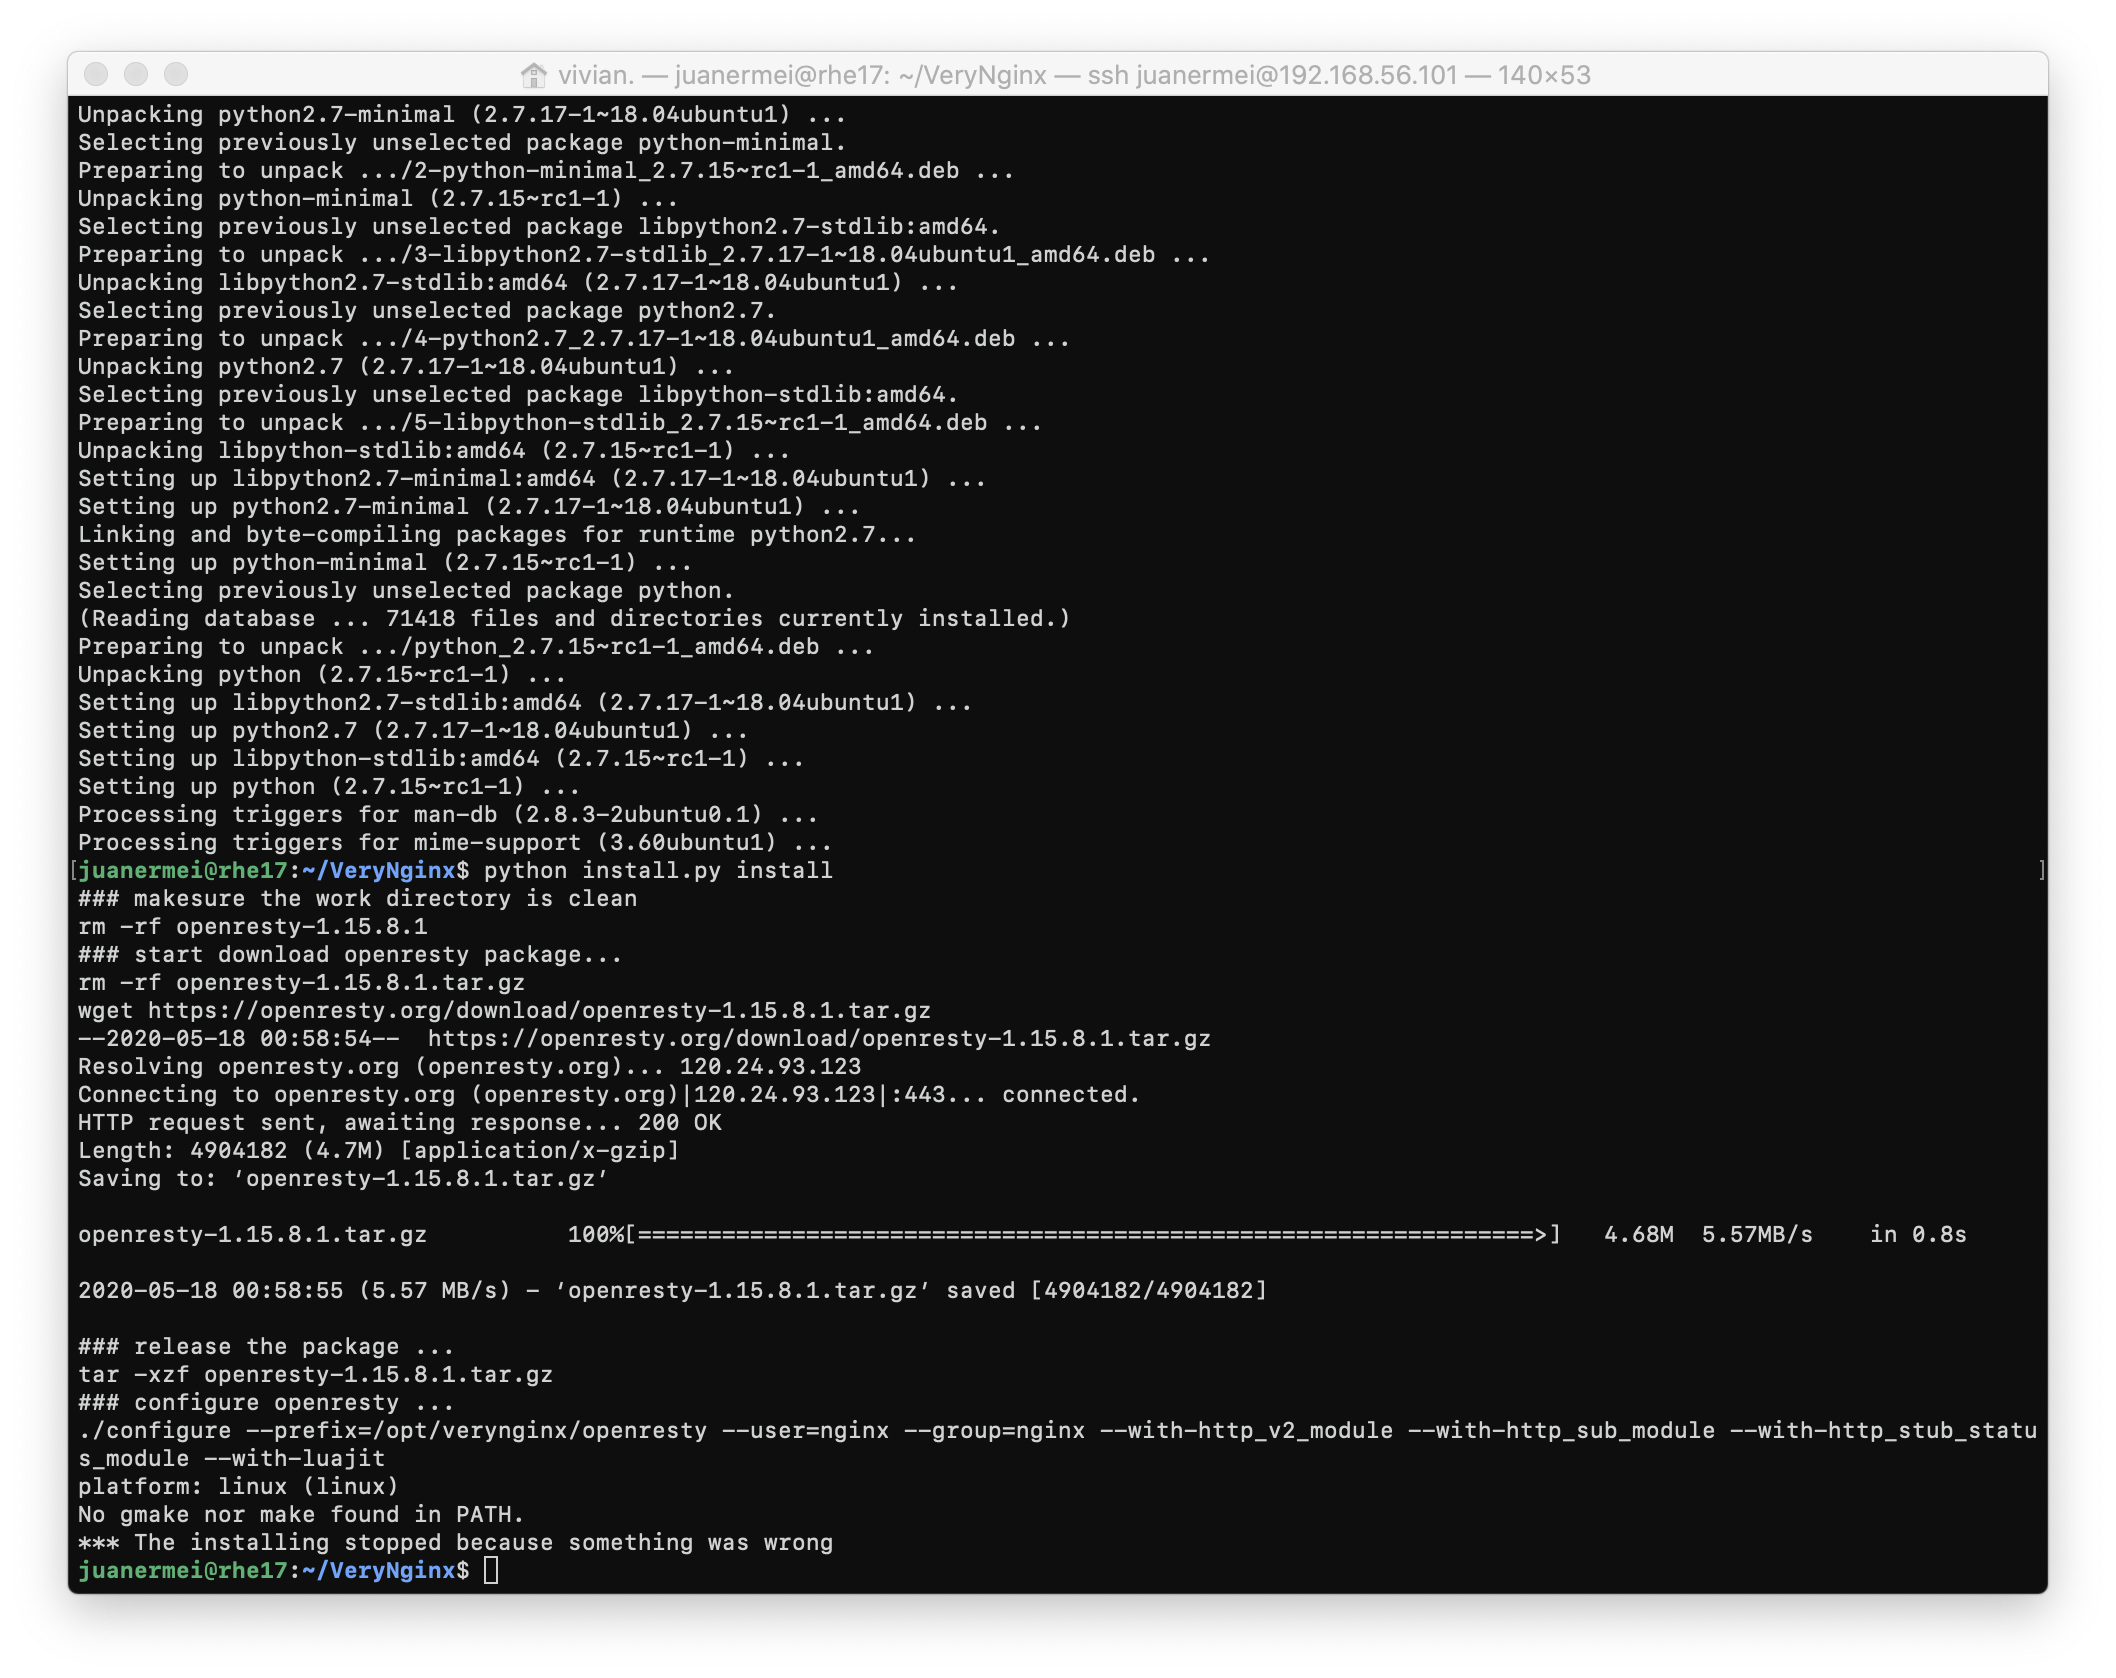 vivian. — juanermei@rhe17: ~/VeryNginx — ssh juanermei@192.168.56.101 — 140×53
Unpacking python2.7-minimal (2.7.17-1~18.04ubuntu1) ...
Selecting previously unselected package python-minimal.
Preparing to unpack .../2-python-minimal_2.7.15~rc1-1_amd64.deb ...
Unpacking python-minimal (2.7.15~rc1-1) ...
Selecting previously unselected package libpython2.7-stdlib:amd64.
Preparing to unpack .../3-libpython2.7-stdlib_2.7.17-1~18.04ubuntu1_amd64.deb ...
Unpacking libpython2.7-stdlib:amd64 (2.7.17-1~18.04ubuntu1) ...
Selecting previously unselected package python2.7.
Preparing to unpack .../4-python2.7_2.7.17-1~18.04ubuntu1_amd64.deb ...
Unpacking python2.7 (2.7.17-1~18.04ubuntu1) ...
Selecting previously unselected package libpython-stdlib:amd64.
Preparing to unpack .../5-libpython-stdlib_2.7.15~rc1-1_amd64.deb ...
Unpacking libpython-stdlib:amd64 (2.7.15~rc1-1) ...
Setting up libpython2.7-minimal:amd64 (2.7.17-1~18.04ubuntu1) ...
Setting up python2.7-minimal (2.7.17-1~18.04ubuntu1) ...
Linking and byte-compiling packages for runtime python2.7...
Setting up python-minimal (2.7.15~rc1-1) ...
Selecting previously unselected package python.
(Reading database ... 71418 files and directories currently installed.)
Preparing to unpack .../python_2.7.15~rc1-1_amd64.deb ...
Unpacking python (2.7.15~rc1-1) ...
Setting up libpython2.7-stdlib:amd64 (2.7.17-1~18.04ubuntu1) ...
Setting up python2.7 (2.7.17-1~18.04ubuntu1) ...
Setting up libpython-stdlib:amd64 (2.7.15~rc1-1) ...
Setting up python (2.7.15~rc1-1) ...
Processing triggers for man-db (2.8.3-2ubuntu0.1) ...
Processing triggers for mime-support (3.60ubuntu1) ...
[juanermei@rhe17:~/VeryNginx$ python install.py install ]
### makesure the work directory is clean
rm -rf openresty-1.15.8.1
### start download openresty package...
rm -rf openresty-1.15.8.1.tar.gz
wget https://openresty.org/download/openresty-1.15.8.1.tar.gz
--2020-05-18 00:58:54--  https://openresty.org/download/openresty-1.15.8.1.tar.gz
Resolving openresty.org (openresty.org)... 120.24.93.123
Connecting to openresty.org (openresty.org)|120.24.93.123|:443... connected.
HTTP request sent, awaiting response... 200 OK
Length: 4904182 (4.7M) [application/x-gzip]
Saving to: ‘openresty-1.15.8.1.tar.gz’
openresty-1.15.8.1.tar.gz          100%[================================================================>]   4.68M  5.57MB/s    in 0.8s
2020-05-18 00:58:55 (5.57 MB/s) - ‘openresty-1.15.8.1.tar.gz’ saved [4904182/4904182]
### release the package ...
tar -xzf openresty-1.15.8.1.tar.gz
### configure openresty ...
./configure --prefix=/opt/verynginx/openresty --user=nginx --group=nginx --with-http_v2_module --with-http_sub_module --with-http_stub_statu
s_module --with-luajit
platform: linux (linux)
No gmake nor make found in PATH.
*** The installing stopped because something was wrong
juanermei@rhe17:~/VeryNginx$